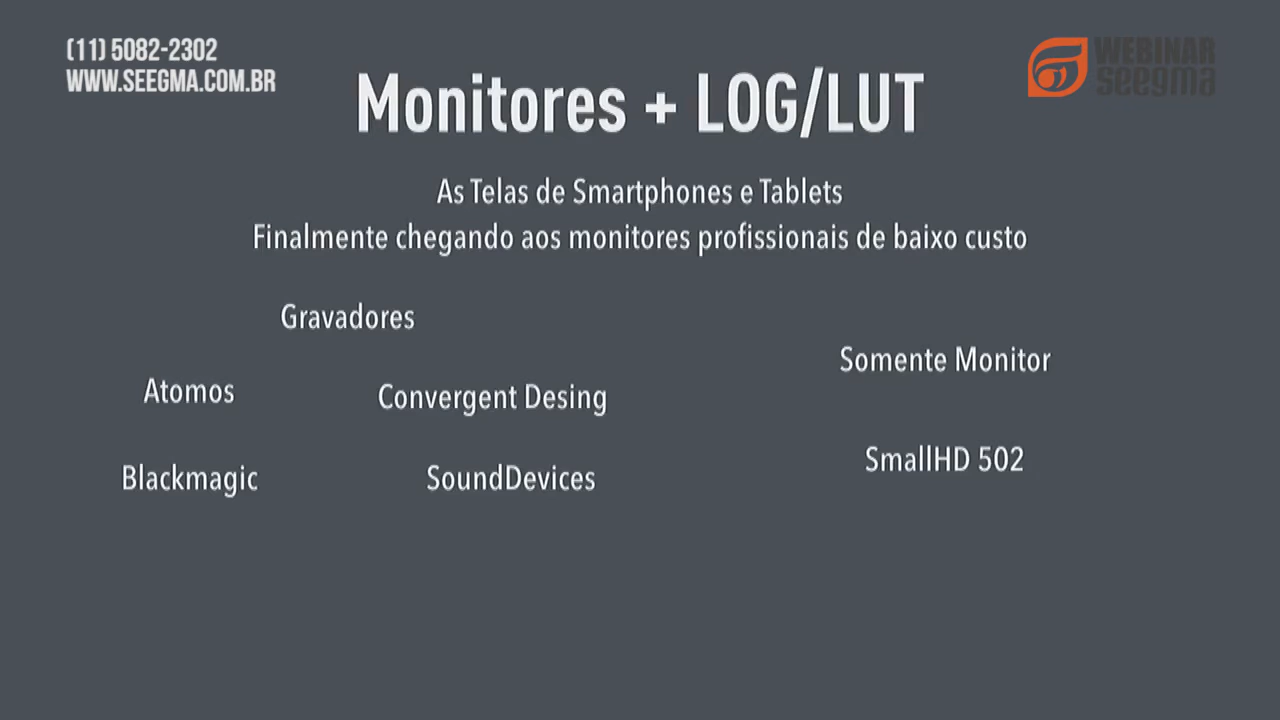 (11) 5082-2302
WWW.SEEGMA.COM.BR
WEBINAR
seegma
Monitores + LOG/LUT
As Telas de Smartphones e Tablets
Finalmente chegando aos monitores profissionais de baixo custo
Gravadores
Somente Monitor
Atomos
Convergent Desing
SmallHD 502
Blackmagic
SoundDevices